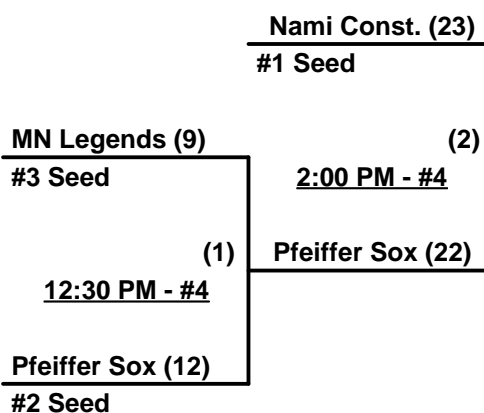 Nami Const. (23)
#1 Seed
MN Legends (9)
(2)
#3 Seed
2:00 PM - #4
(1)
Pfeiffer Sox (22)
12:30 PM - #4
Pfeiffer Sox (12)
#2 Seed